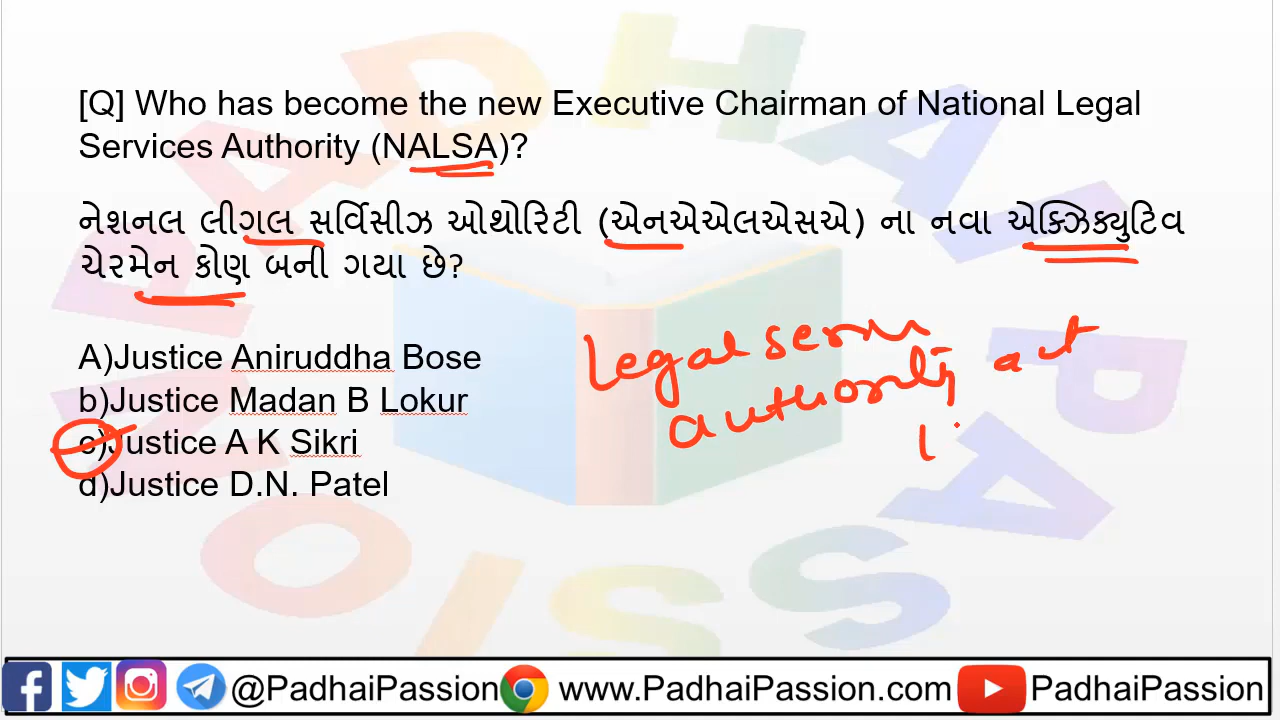 [Q] Who has become the new Executive Chairman of National Legal
Services Authority (NALSA)?
નેશનલ લીગલ સર્વિસીઝ ઓથોરિટી (એનએએલએસએ) ના નવા એક્ઝિક્યુટિવ
ચેરમેન કોણ બની ગયા છે?
A)Justice Aniruddha Bose
b)Justice Madan B Lokur
c)Justice A K Sikri
d)Justice D.N. Patel
Legal
authority act
@PadhaiPassion www.PadhaiPassion.com PadhaiPassion